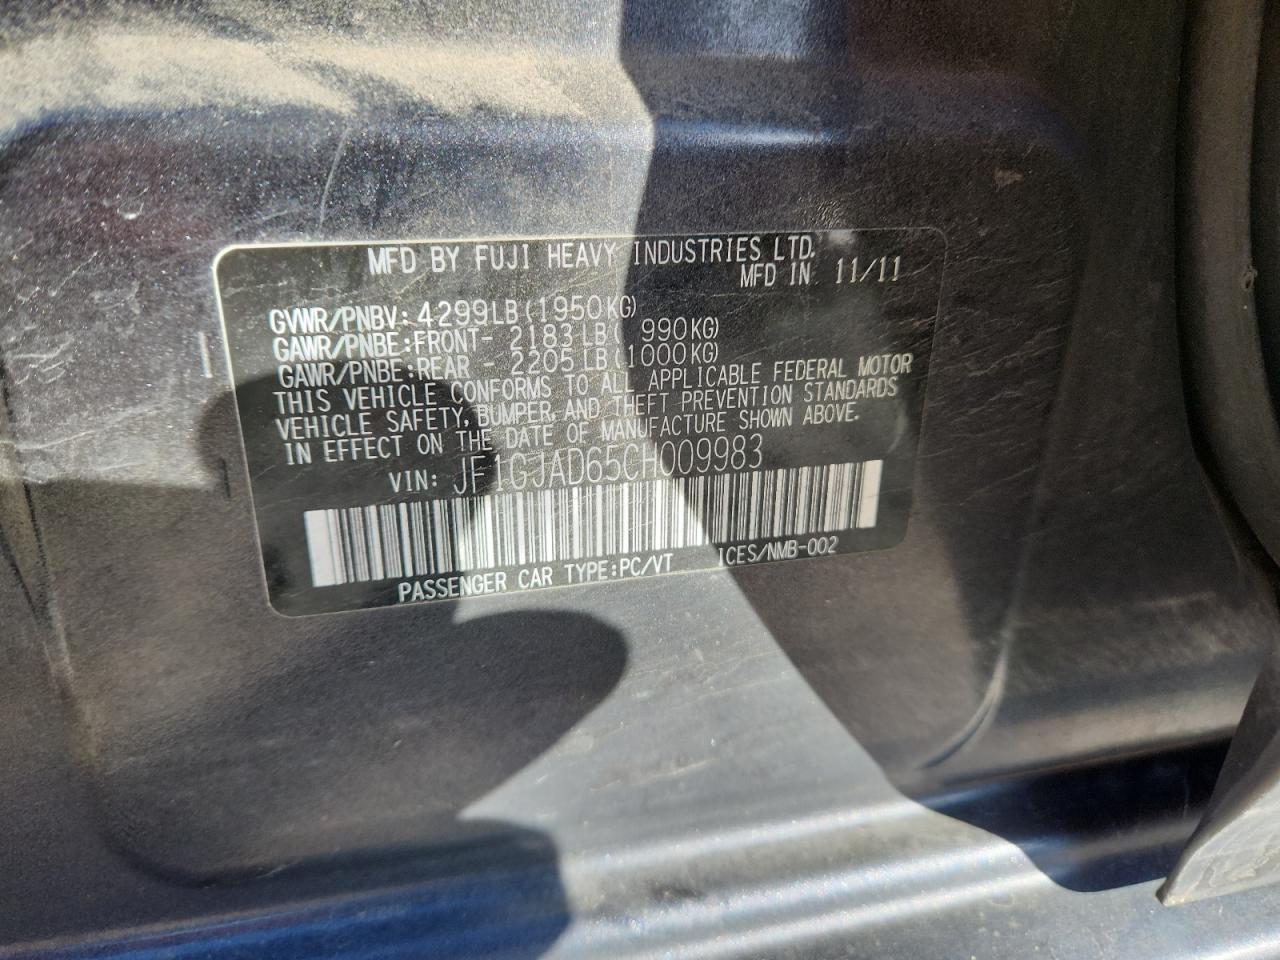 MFD BY FUJI HEAVY INDUSTRIES LTD.
MFD IN 11/11
GVWR/PNBV: 4299LB(1950KG)
GAWR/PNBE:FRONT- 2183LB( 990KG)
GAWR/PNBE:REAR - 2205LB(1000KG)
THIS VEHICLE CONFORMS TO ALL APPLICABLE FEDERAL MOTOR
VEHICLE SAFETY, BUMPER, AND THEFT PREVENTION STANDARDS
IN EFFECT ON THE DATE OF MANUFACTURE SHOWN ABOVE.
VIN: JF1GJAD65CH009983
PASSENGER CAR TYPE:PC/VT ICES/NMB-002